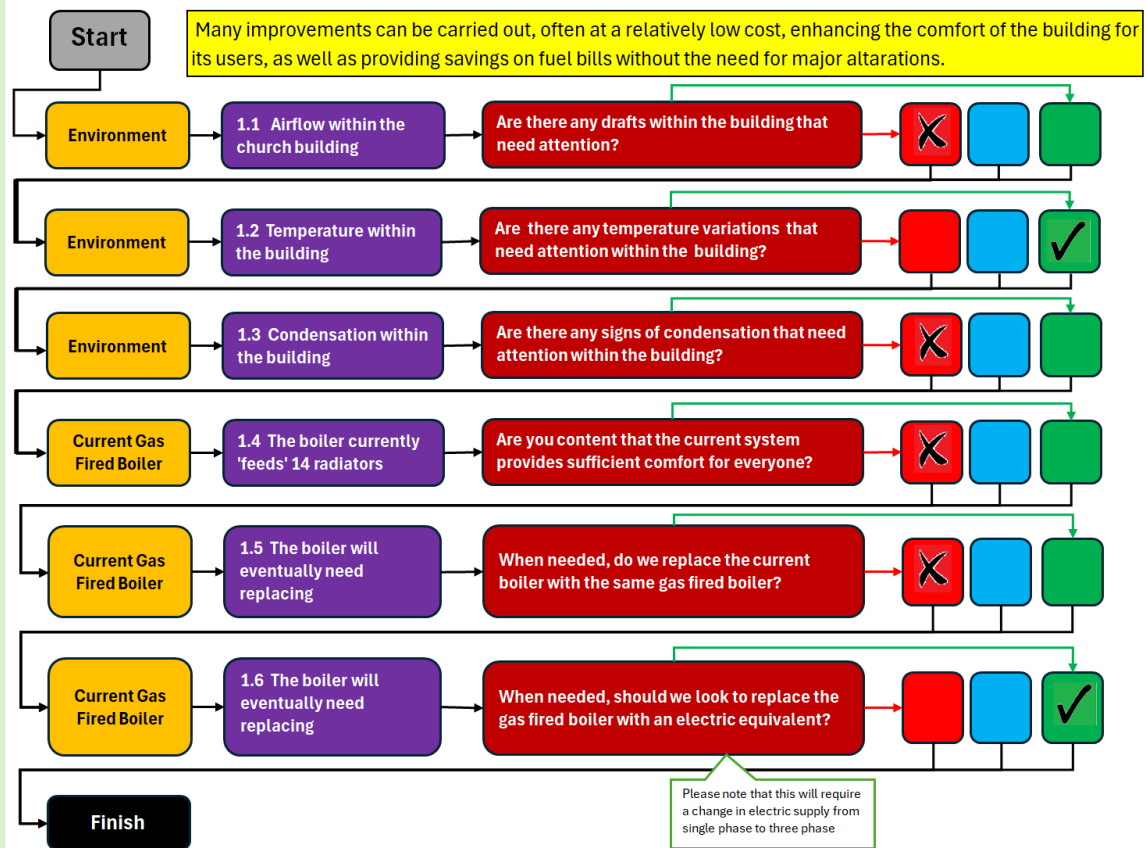 Start
Many improvements can be carried out, often at a relatively low cost, enhancing the comfort of the building for
its users, as well as providing savings on fuel bills without the need for major altarations.
Environment
1.1 Airflow within the
church building
Are there any drafts within the building that
need attention?
Environment
1.2 Temperature within
the building
Are there any temperature variations that
need attention within the building?
Environment
1.3 Condensation within
the building
Are there any signs of condensation that need
attention within the building?
Current Gas
Fired Boiler
1.4 The boiler currently
'feeds' 14 radiators
Are you content that the current system
provides sufficient comfort for everyone?
Current Gas
Fired Boiler
1.5 The boiler will
eventually need
replacing
When needed, do we replace the current
boiler with the same gas fired boiler?
Current Gas
Fired Boiler
1.6 The boiler will
eventually need
replacing
When needed, should we look to replace the
gas fired boiler with an electric equivalent?
Please note that this will require
a change in electric supply from
single phase to three phase
Finish